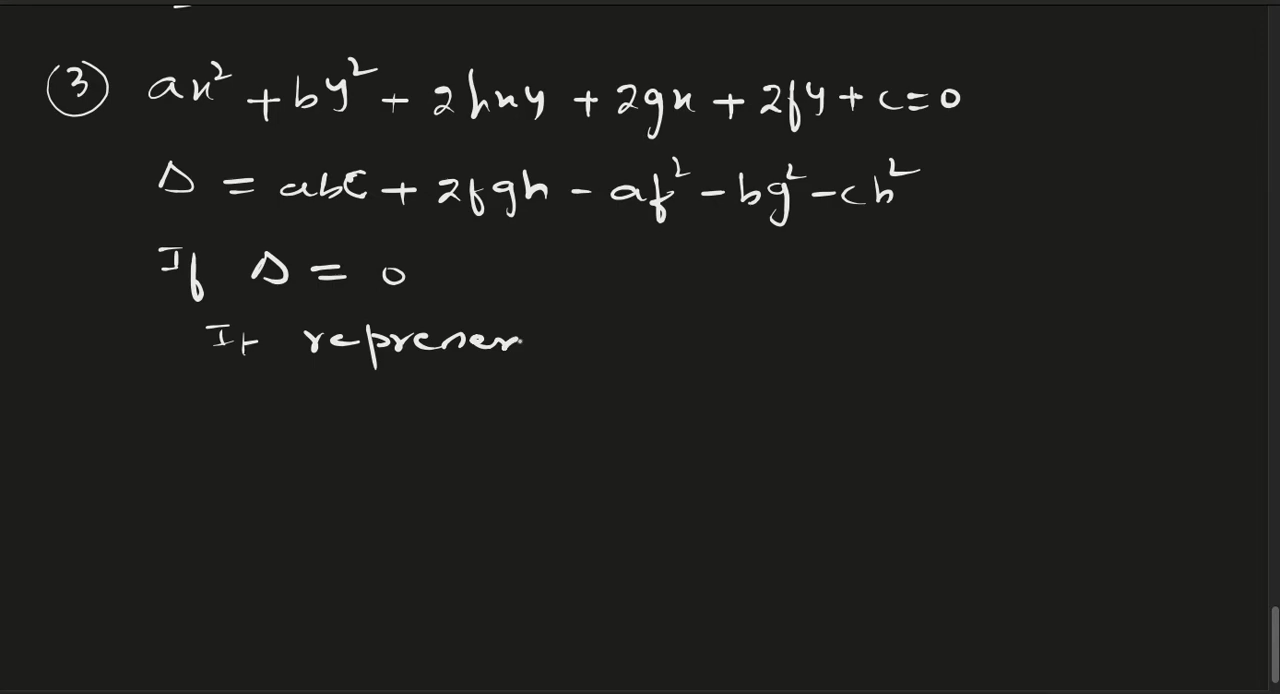 ③ ax² + by² + 2hxy + 2gx + 2fy + c = 0
Δ = abc + 2fgh - af² - bg² - ch²
If Δ = 0
It represen